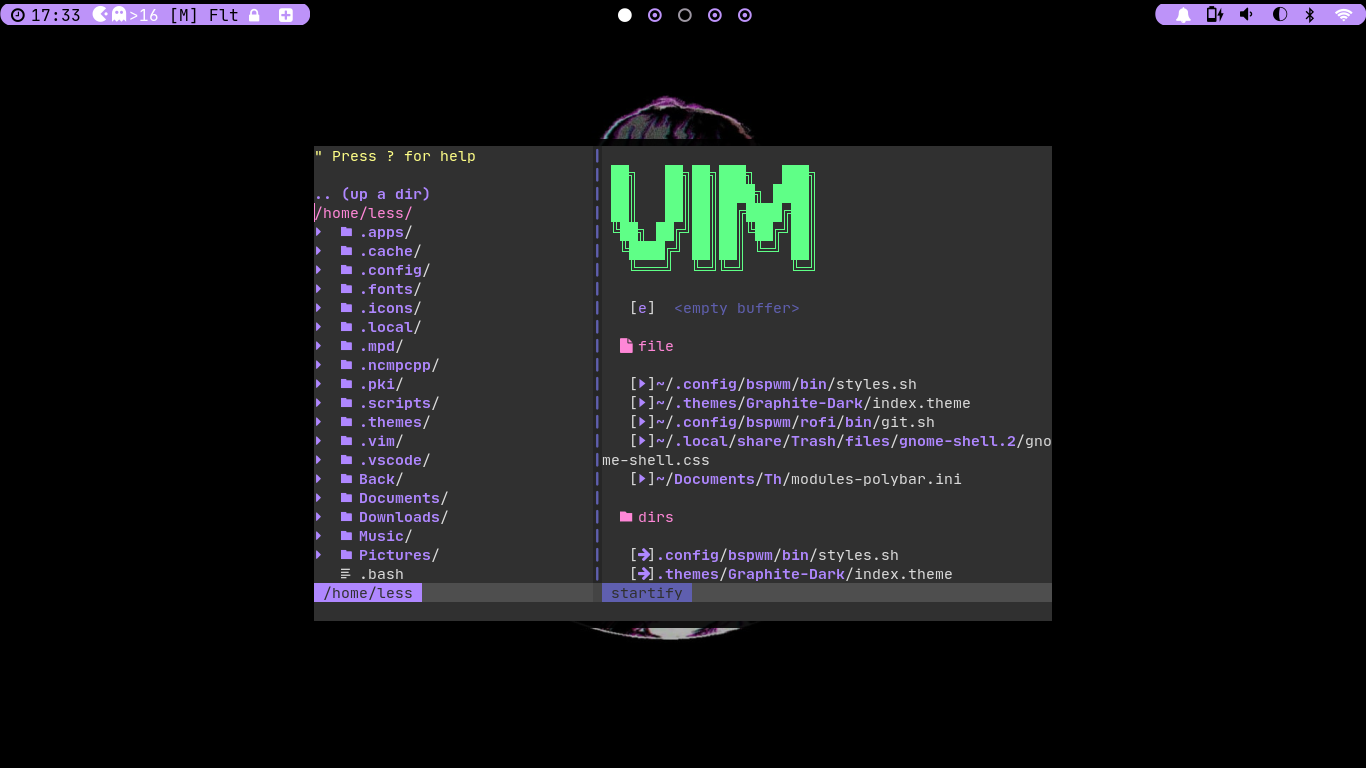 17:33 >16 [M] Flt
" Press ? for help
.. (up a dir)
/home/less/
.apps/
.cache/
.config/
.fonts/
.icons/
.local/
.mpd/
.ncmpcpp/
.pki/
.scripts/
.themes/
.vim/
.vscode/
Back/
Documents/
Downloads/
Music/
Pictures/
.bash
/home/less
VIM
[e] <empty buffer>
file
[▸]~/.config/bspwm/bin/styles.sh
[▸]~/.themes/Graphite-Dark/index.theme
[▸]~/.config/bspwm/rofi/bin/git.sh
[▸]~/.local/share/Trash/files/gnome-shell.2/gno
me-shell.css
[▸]~/Documents/Th/modules-polybar.ini
dirs
[➔].config/bspwm/bin/styles.sh
[➔].themes/Graphite-Dark/index.theme
startify